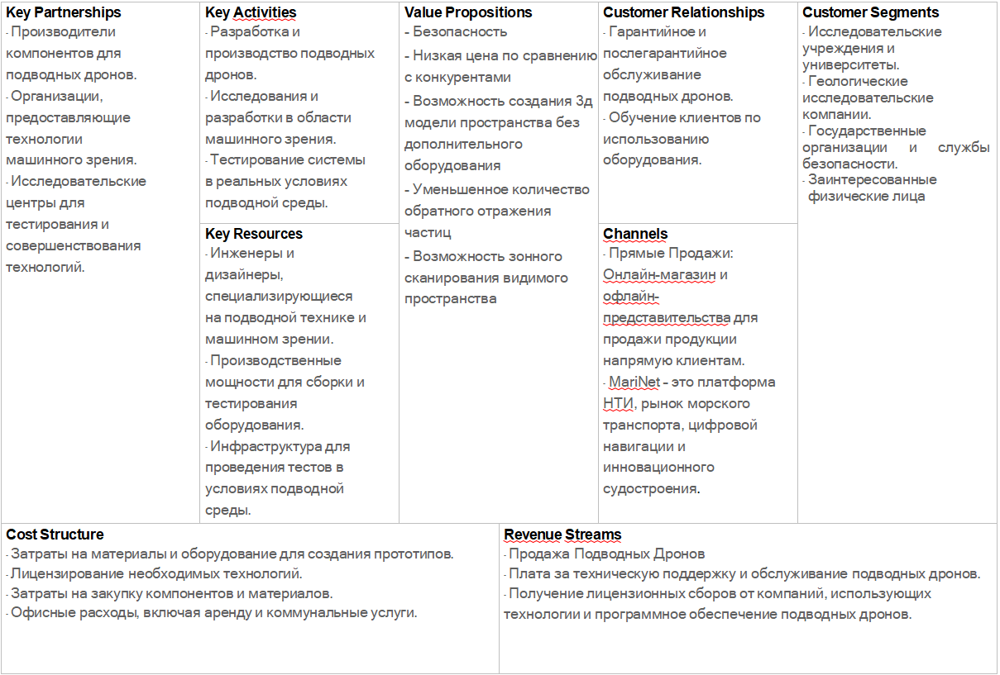 Key Partnerships
- Производители
компонентов для
подводных дронов.
- Организации,
предоставляющие
технологии
машинного зрения.
- Исследовательские
центры для
тестирования и
совершенствования
технологий.
Key Activities
- Разработка и
производство подводных
дронов.
- Исследования и
разработки в области
машинного зрения.
- Тестирование системы
в реальных условиях
подводной среды.
Key Resources
- Инженеры и
дизайнеры,
специализирующиеся
на подводной технике и
машинном зрении.
- Производственные
мощности для сборки и
тестирования
оборудования.
- Инфраструктура для
проведения тестов в
условиях подводной
среды.
Value Propositions
- Безопасность
- Низкая цена по сравнению
с конкурентами
- Возможность создания 3д
модели пространства без
дополнительного
оборудования
- Уменьшенное количество
обратного отражения
частиц
- Возможность зонного
сканирования видимого
пространства
Customer Relationships
- Гарантийное и
послегарантийное
обслуживание
подводных дронов.
- Обучение клиентов по
использованию
оборудования.
Channels
- Прямые Продажи:
Онлайн-магазин и
офлайн-
представительства для
продажи продукции
напрямую клиентам.
- MariNet - это платформа
НТИ, рынок морского
транспорта, цифровой
навигации и
инновационного
судостроения.
Customer Segments
- Исследовательские
учреждения и
университеты.
- Геологические
исследовательские
компании.
- Государственные
организации и службы
безопасности.
- Заинтересованные
физические лица
Cost Structure
- Затраты на материалы и оборудование для создания прототипов.
- Лицензирование необходимых технологий.
- Затраты на закупку компонентов и материалов.
- Офисные расходы, включая аренду и коммунальные услуги.
Revenue Streams
- Продажа Подводных Дронов
- Плата за техническую поддержку и обслуживание подводных дронов.
- Получение лицензионных сборов от компаний, использующих
технологии и программное обеспечение подводных дронов.